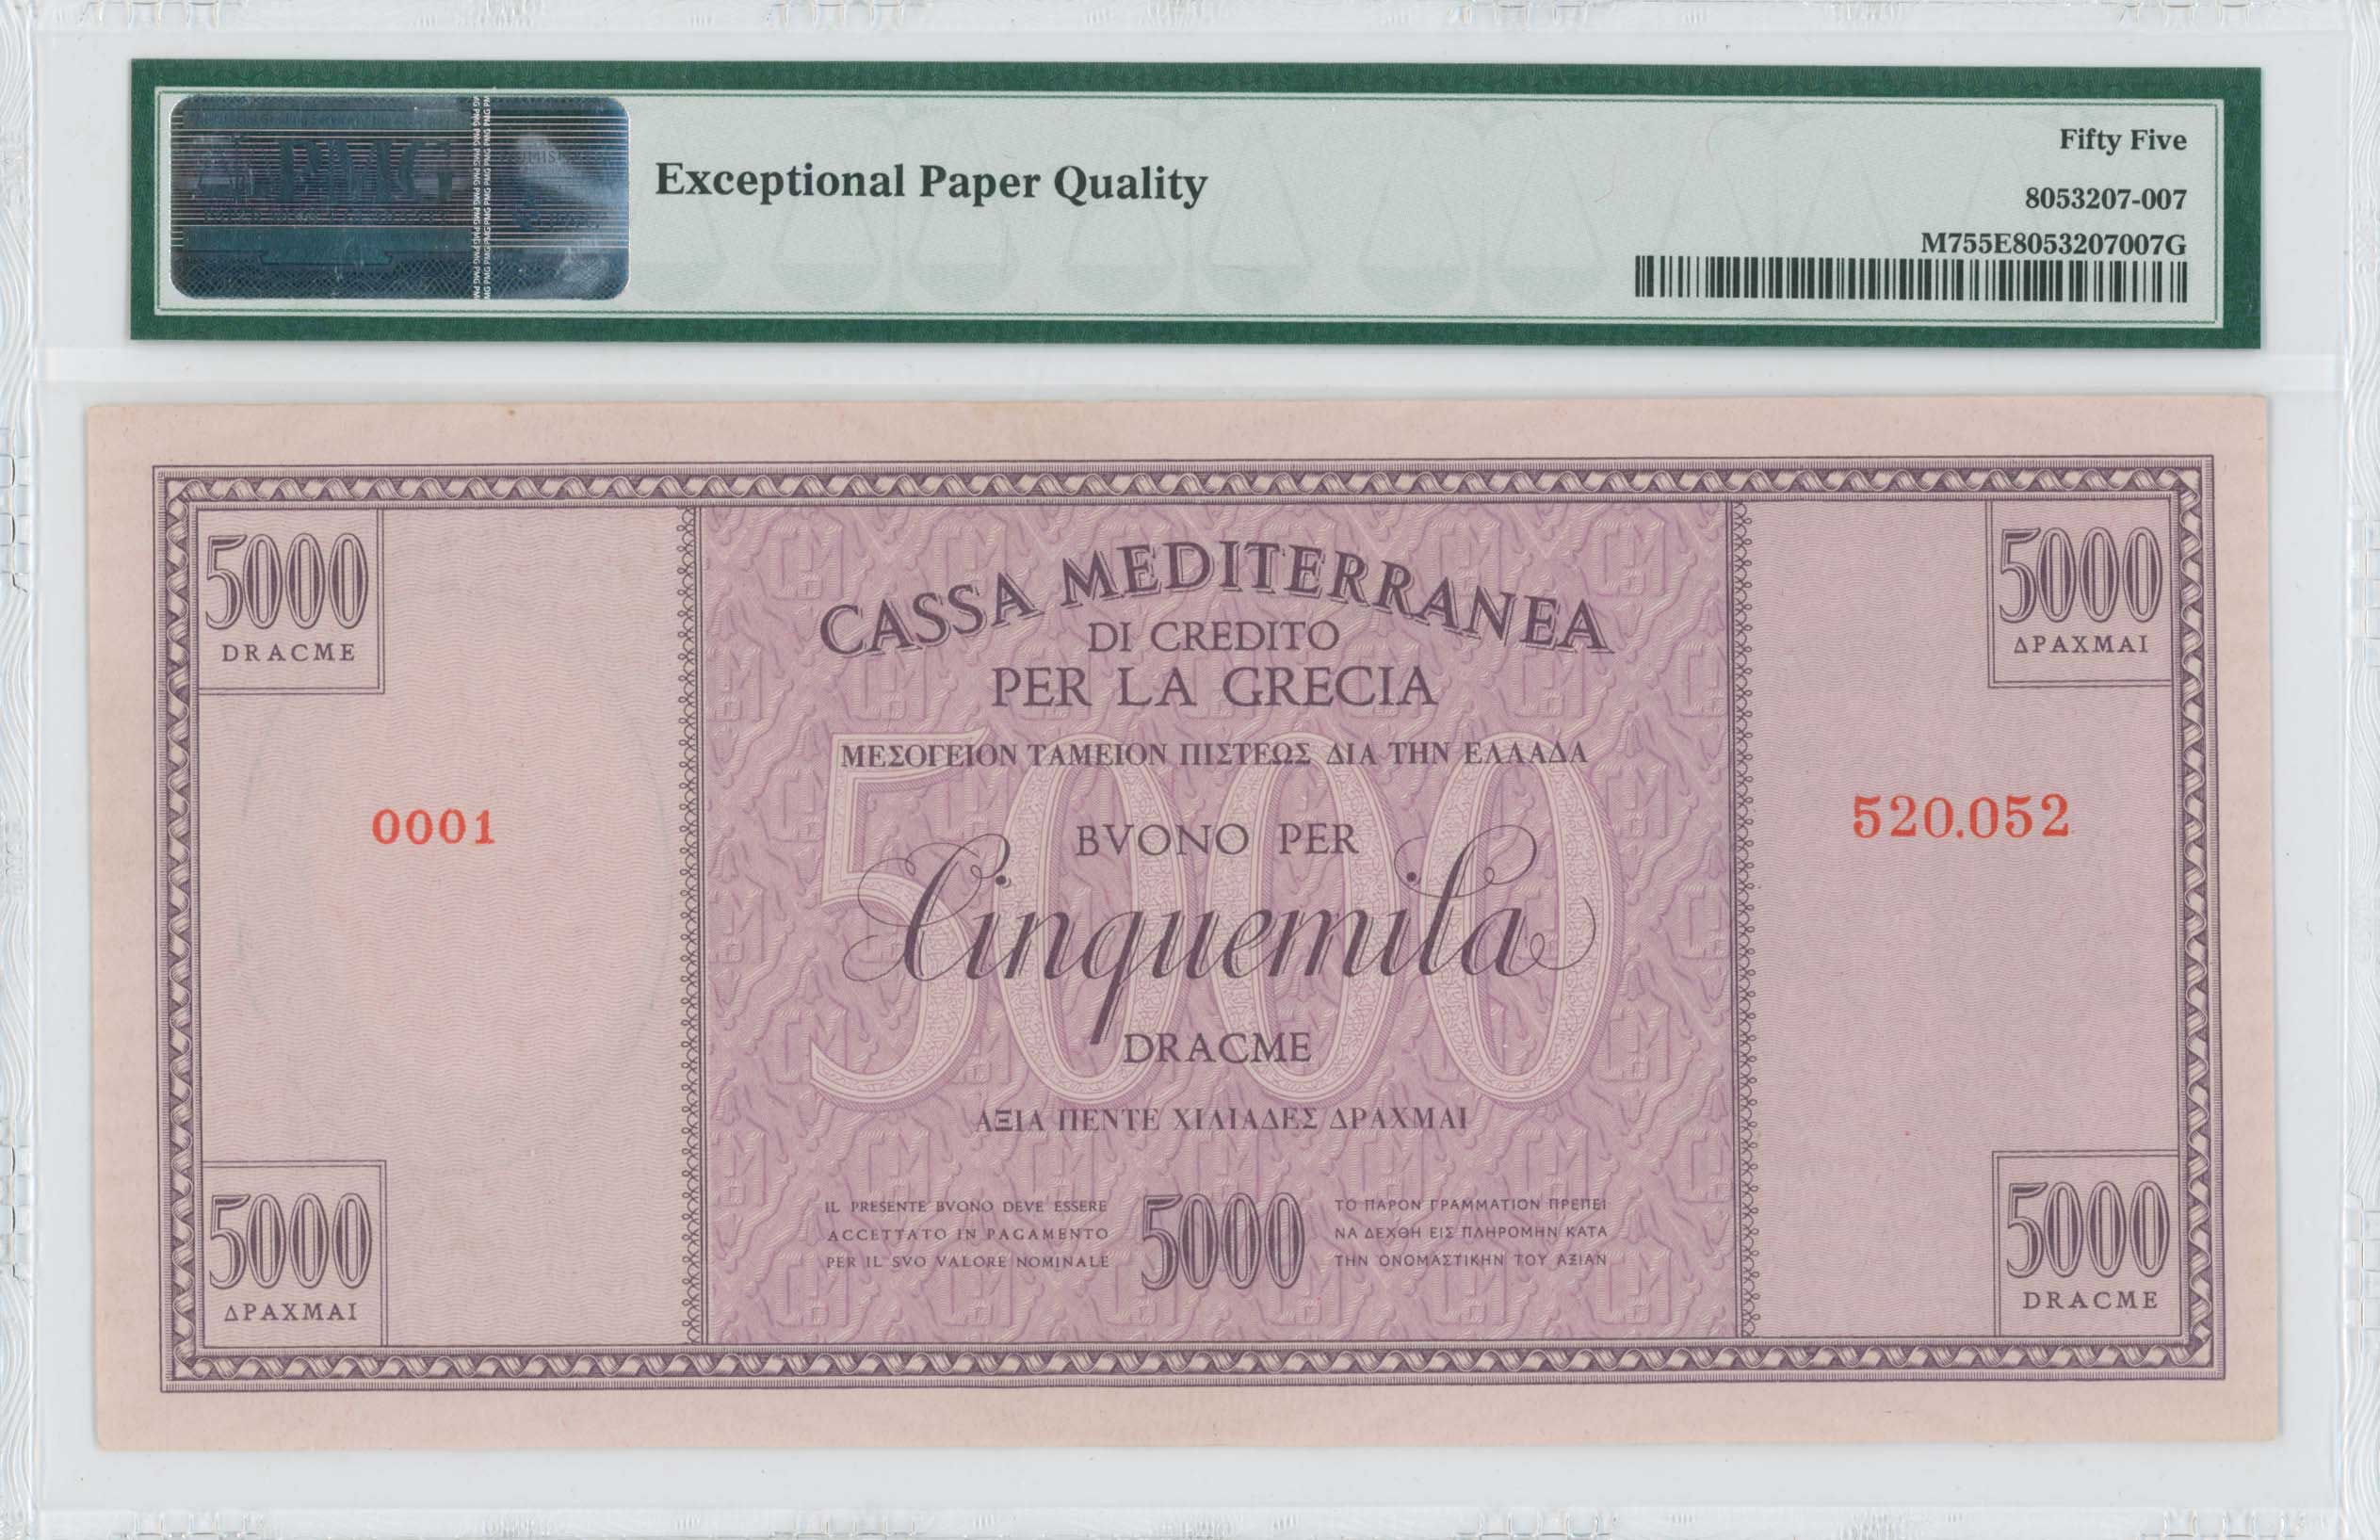 PMG
Exceptional Paper Quality
Fifty Five
8053207-007
M755E8053207007G
5000
DRACME
5000
ΔΡΑΧΜΑΙ
CASSA MEDITERRANEA
DI CREDITO
PER LA GRECIA
ΜΕΣΟΓΕΙΟΝ ΤΑΜΕΙΟΝ ΠΙΣΤΕΩΣ ΔΙΑ ΤΗΝ ΕΛΛΑΔΑ
0001
520.052
5000
BVONO PER
Cinquemila
DRACME
ΑΞΙΑ ΠΕΝΤΕ ΧΙΛΙΑΔΕΣ ΔΡΑΧΜΑΙ
IL PRESENTE BVONO DEVE ESSERE
ACCETTATO IN PAGAMENTO
PER IL SVO VALORE NOMINALE
5000
ΤΟ ΠΑΡΟΝ ΓΡΑΜΜΑΤΙΟΝ ΠΡΕΠΕΙ
ΝΑ ΔΕΧΘΗ ΕΙΣ ΠΛΗΡΟΜΗΝ ΚΑΤΑ
ΤΗΝ ΟΝΟΜΑΣΤΙΚΗΝ ΤΟΥ ΑΞΙΑΝ
5000
ΔΡΑΧΜΑΙ
5000
DRACME